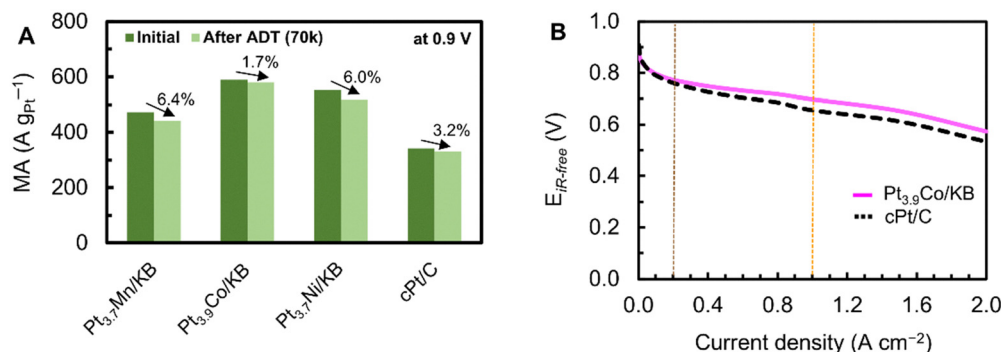 A
Initial
After ADT (70k)
at 0.9 V
MA (A gPt⁻¹)
800
600
400
200
0
6.4%
1.7%
6.0%
3.2%
Pt₃.₇Mn/KB
Pt₃.₉Co/KB
Pt₃.₇Ni/KB
cPt/C
B
E_iR-free (V)
1.0
0.8
0.6
0.4
0.2
0.0
Pt₃.₉Co/KB
cPt/C
0.0 0.4 0.8 1.2 1.6 2.0
Current density (A cm⁻²)